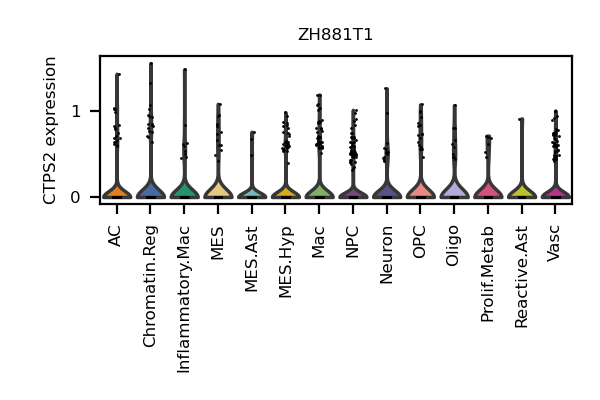 ZH881T1
CTPS2 expression
1
0
AC
Chromatin.Reg
Inflammatory.Mac
MES
MES.Ast
MES.Hyp
Mac
NPC
Neuron
OPC
Oligo
Prolif.Metab
Reactive.Ast
Vasc